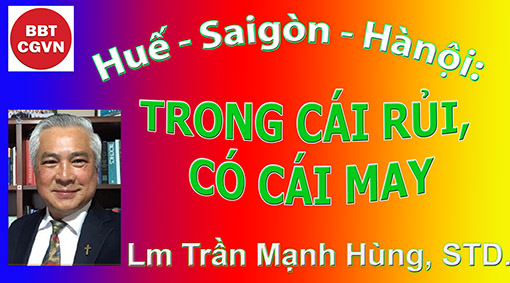 BBT
CGVN
Huế - Saigòn - Hànội:
TRONG CÁI RỦI,
CÓ CÁI MAY
Lm Trần Mạnh Hùng, STD.